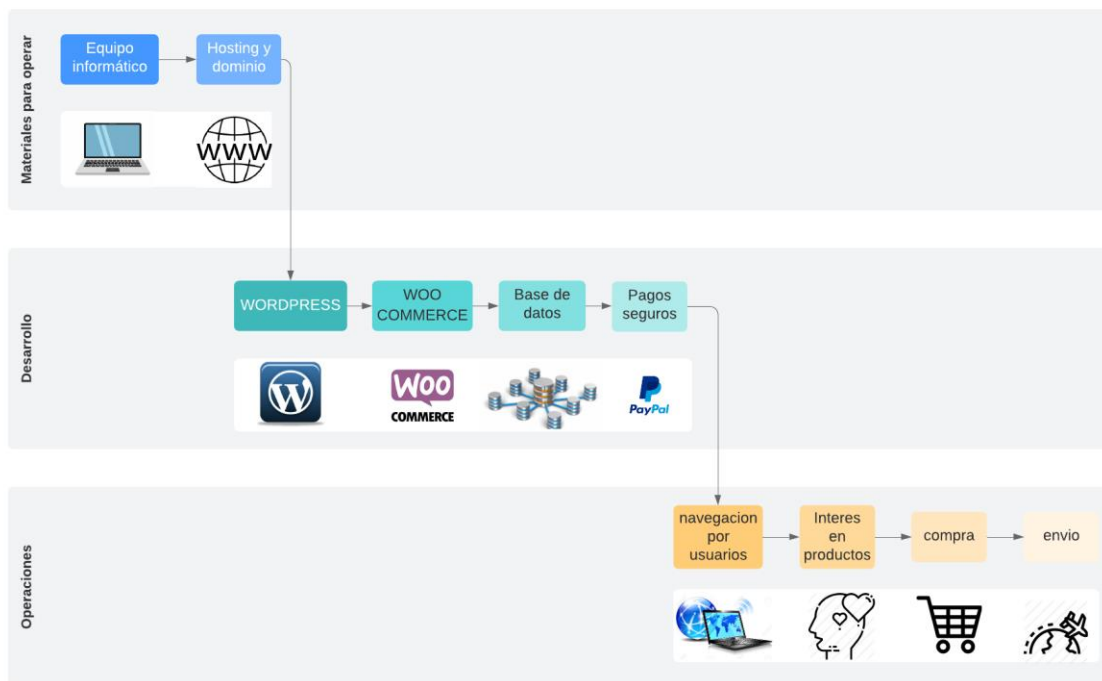 Materiales para operar
Equipo
informático
Hosting y
dominio
WWW
Desarrollo
WORDPRESS
WOO
COMMERCE
Base de
datos
Pagos
seguros
W
WOO
COMMERCE
PayPal
Operaciones
navegacion
por
usuarios
Interes
en
productos
compra
envio